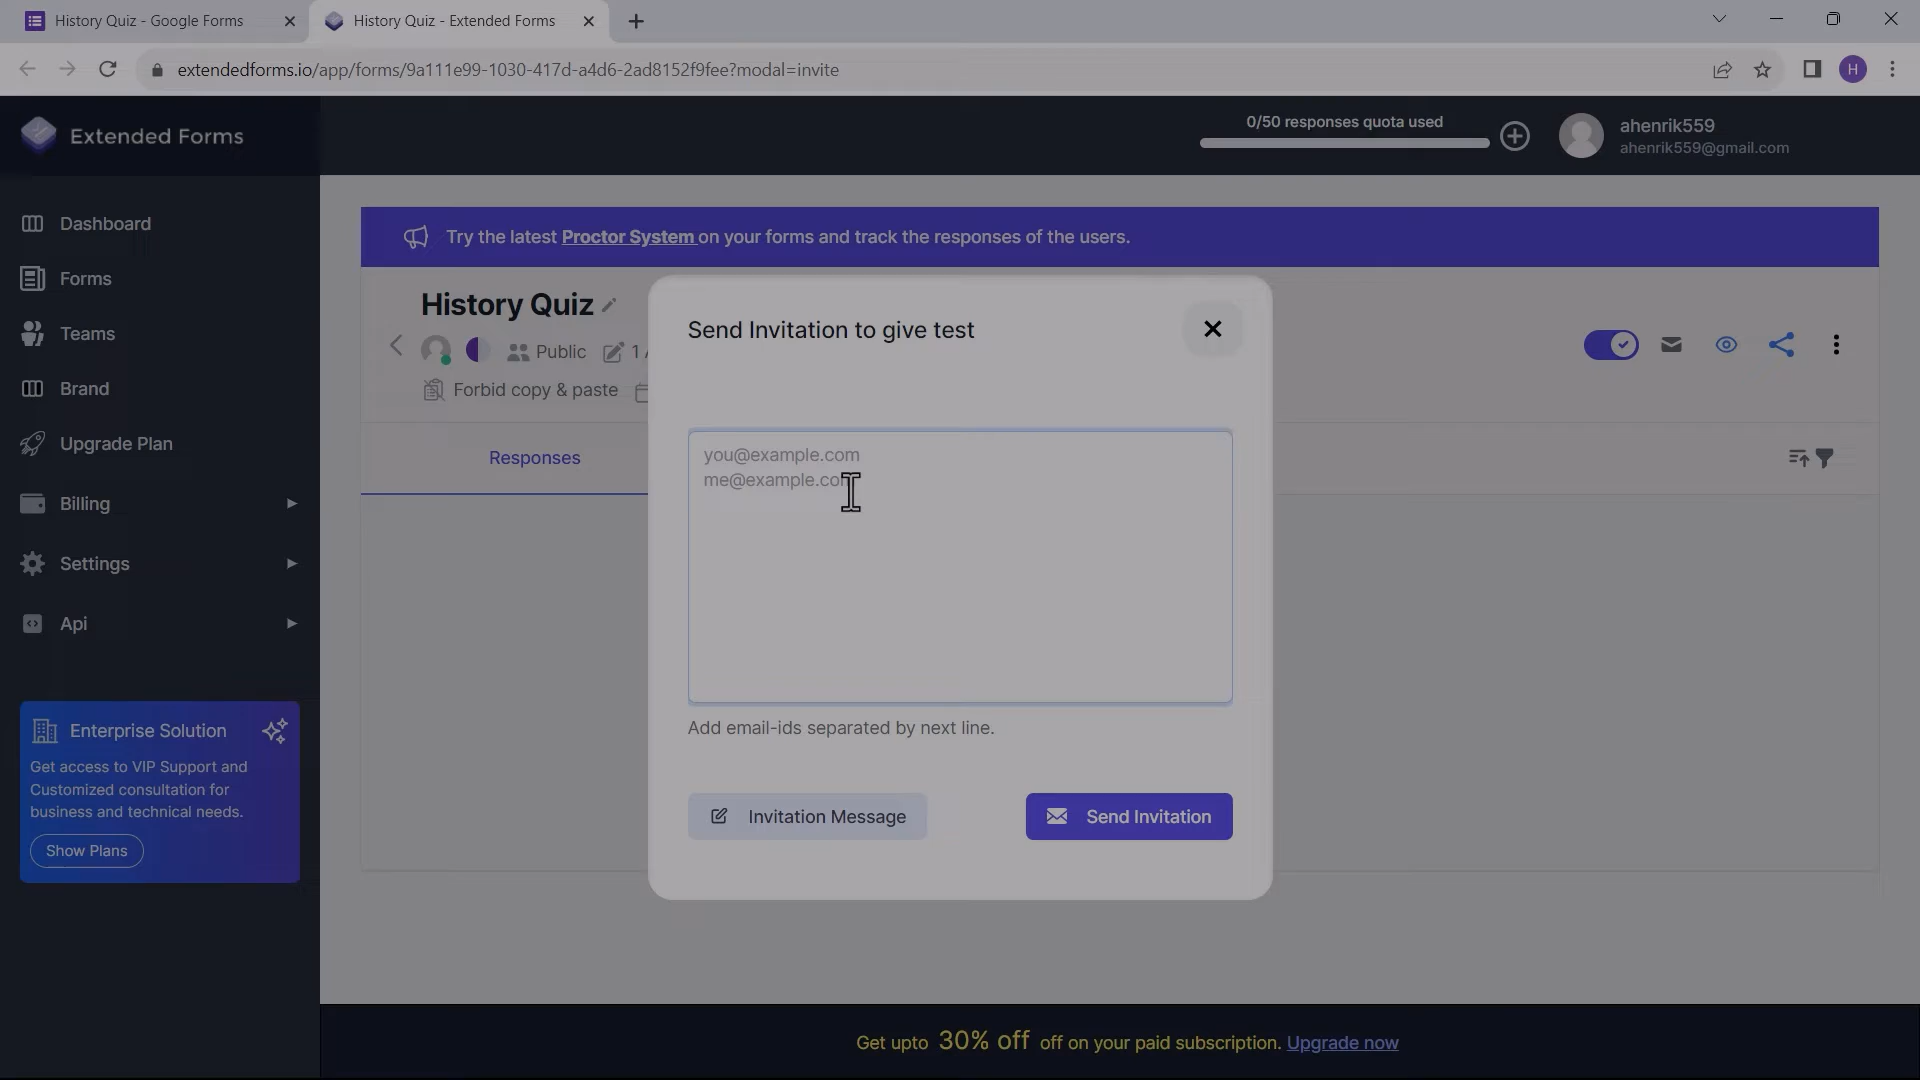 History Quiz - Google Forms
History Quiz - Extended Forms
extendedforms.io/app/forms/9a111e99-1030-417d-a4d6-2ad8152f9fee?modal=invite
H
Extended Forms
0/50 responses quota used
ahenrik559
ahenrik559@gmail.com
Dashboard
Forms
Teams
Brand
Upgrade Plan
Billing
Settings
Api
Enterprise Solution
Get access to VIP Support and
Customized consultation for
business and technical needs.
Show Plans
Try the latest Proctor System on your forms and track the responses of the users.
History Quiz
Public
1
Forbid copy & paste
Responses
Send Invitation to give test
you@example.com
me@example.com
Add email-ids separated by next line.
Invitation Message
Send Invitation
Get upto 30% off off on your paid subscription. Upgrade now